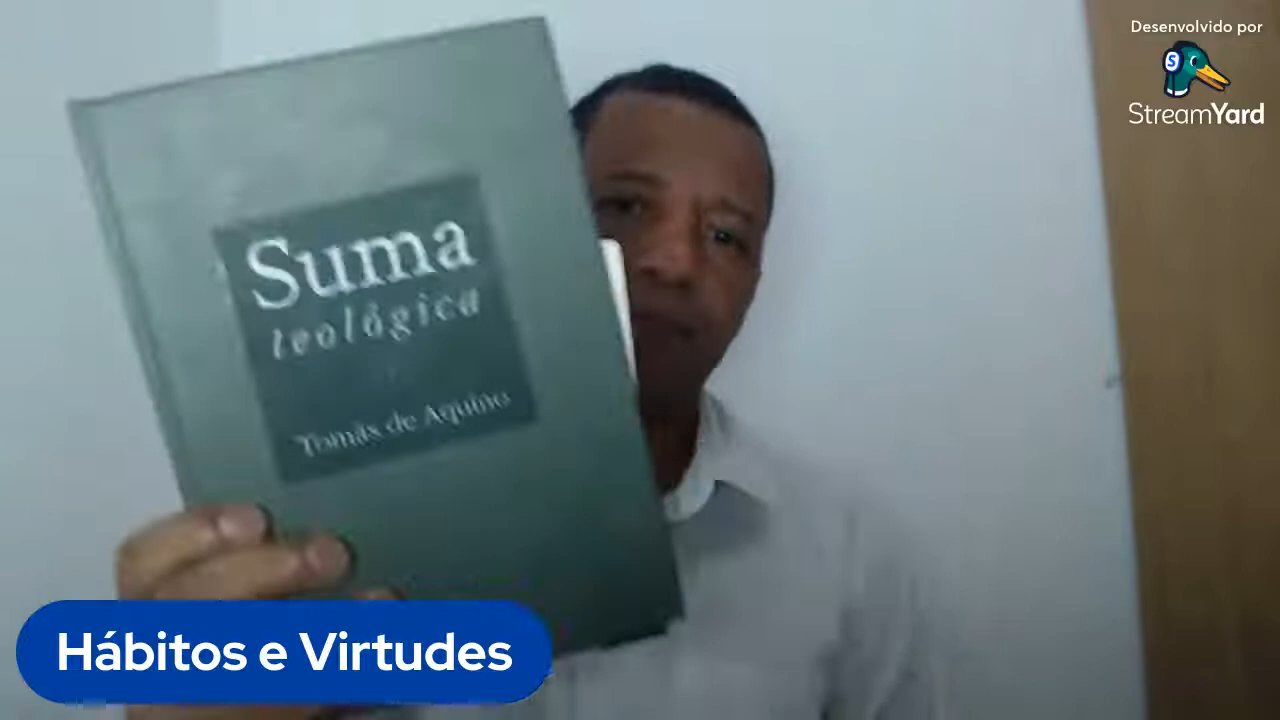 Desenvolvido por
S
StreamYard
Suma
teológica
Tomás de Aquino
Hábitos e Virtudes